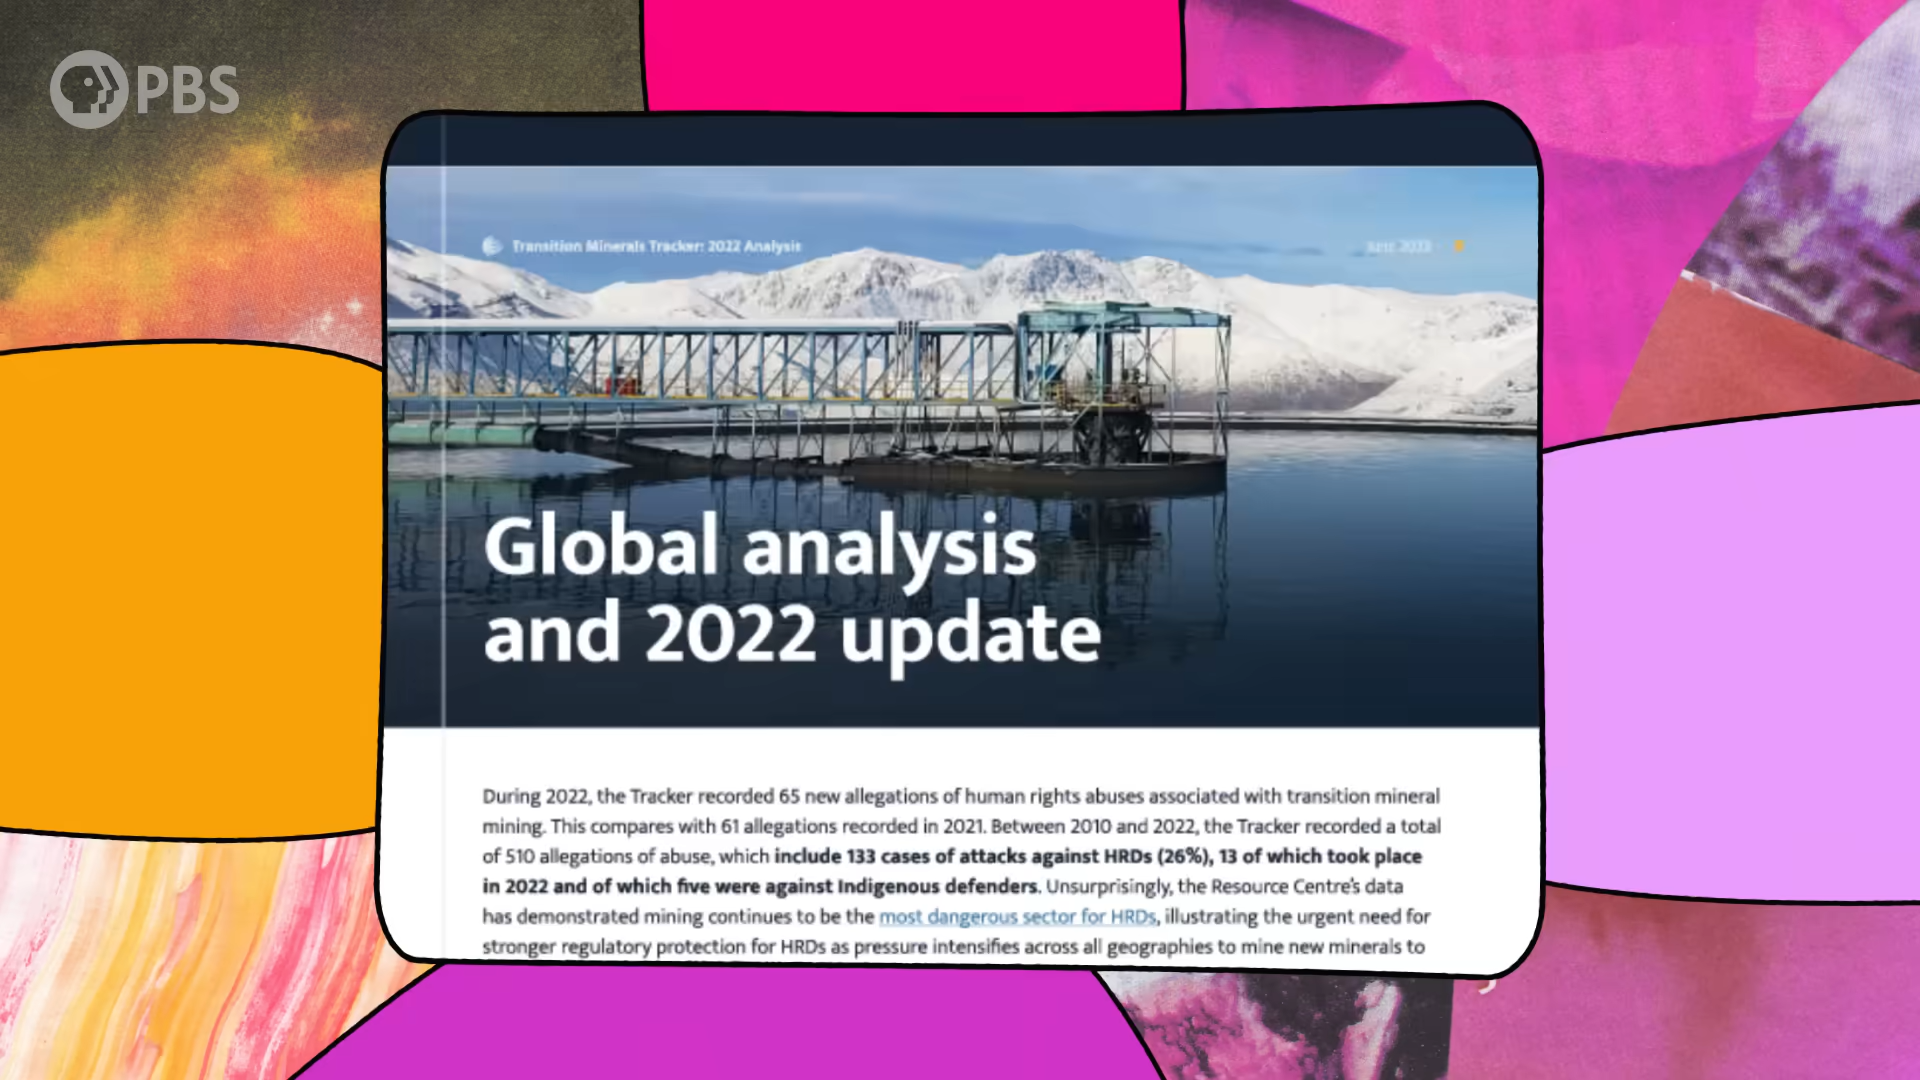 PBS
Transition Minerals Tracker: 2022 Analysis
2023
Global analysis
and 2022 update
During 2022, the Tracker recorded 65 new allegations of human rights abuses associated with transition mineral
mining. This compares with 61 allegations recorded in 2021. Between 2010 and 2022, the Tracker recorded a total
of 510 allegations of abuse, which include 133 cases of attacks against HRDs (26%), 13 of which took place
in 2022 and of which five were against Indigenous defenders. Unsurprisingly, the Resource Centre's data
has demonstrated mining continues to be the most dangerous sector for HRDs, illustrating the urgent need for
stronger regulatory protection for HRDs as pressure intensifies across all geographies to mine new minerals to